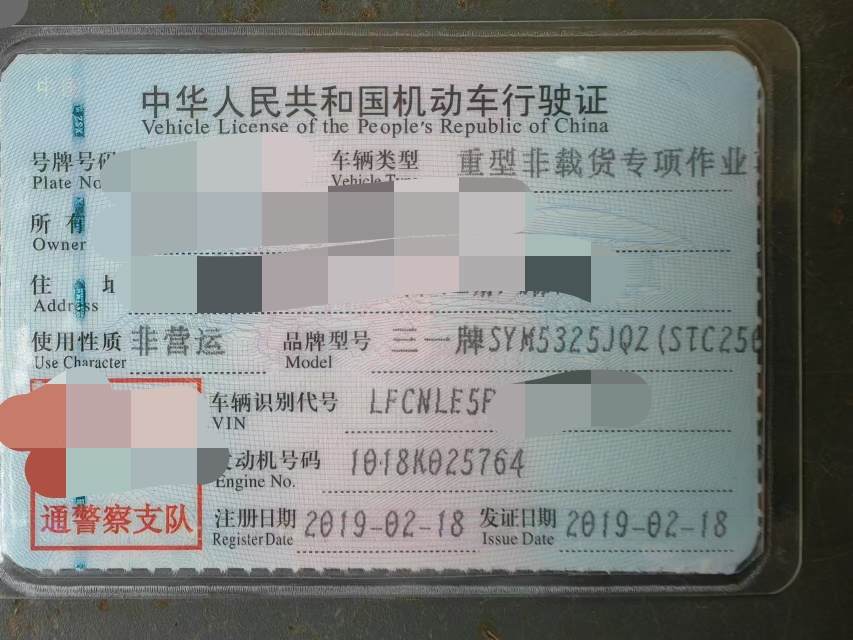 中华人民共和国机动车行驶证
Vehicle License of the People's Republic of China
号牌号码 车辆类型 重型非载货专项作业
Plate No. Vehicle Type
所有
Owner
住 址
Address
使用性质 非营运 品牌型号 三一牌SYM5325JQZ(STC250
Use Character Model
车辆识别代号 LFCNLE5P
VIN
发动机号码 1018K025764
Engine No.
通警察支队 注册日期 2019-02-18 发证日期 2019-02-18
Register Date Issue Date